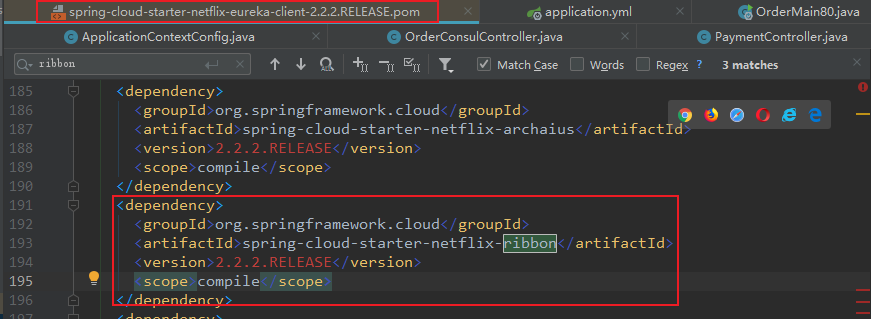 spring-cloud-starter-netflix-eureka-client-2.2.2.RELEASE.pom application.yml OrderMain80.java
ApplicationContextConfig.java OrderConsulController.java PaymentController.java
ribbon Match Case Words Regex ? 3 matches
185 <dependency>
186 <groupId>org.springframework.cloud</groupId>
187 <artifactId>spring-cloud-starter-netflix-archaius</artifactId>
188 <version>2.2.2.RELEASE</version>
189 <scope>compile</scope>
190 </dependency>
191 <dependency>
192 <groupId>org.springframework.cloud</groupId>
193 <artifactId>spring-cloud-starter-netflix-ribbon</artifactId>
194 <version>2.2.2.RELEASE</version>
195 <scope>compile</scope>
196 </dependency>
197 <dependency>